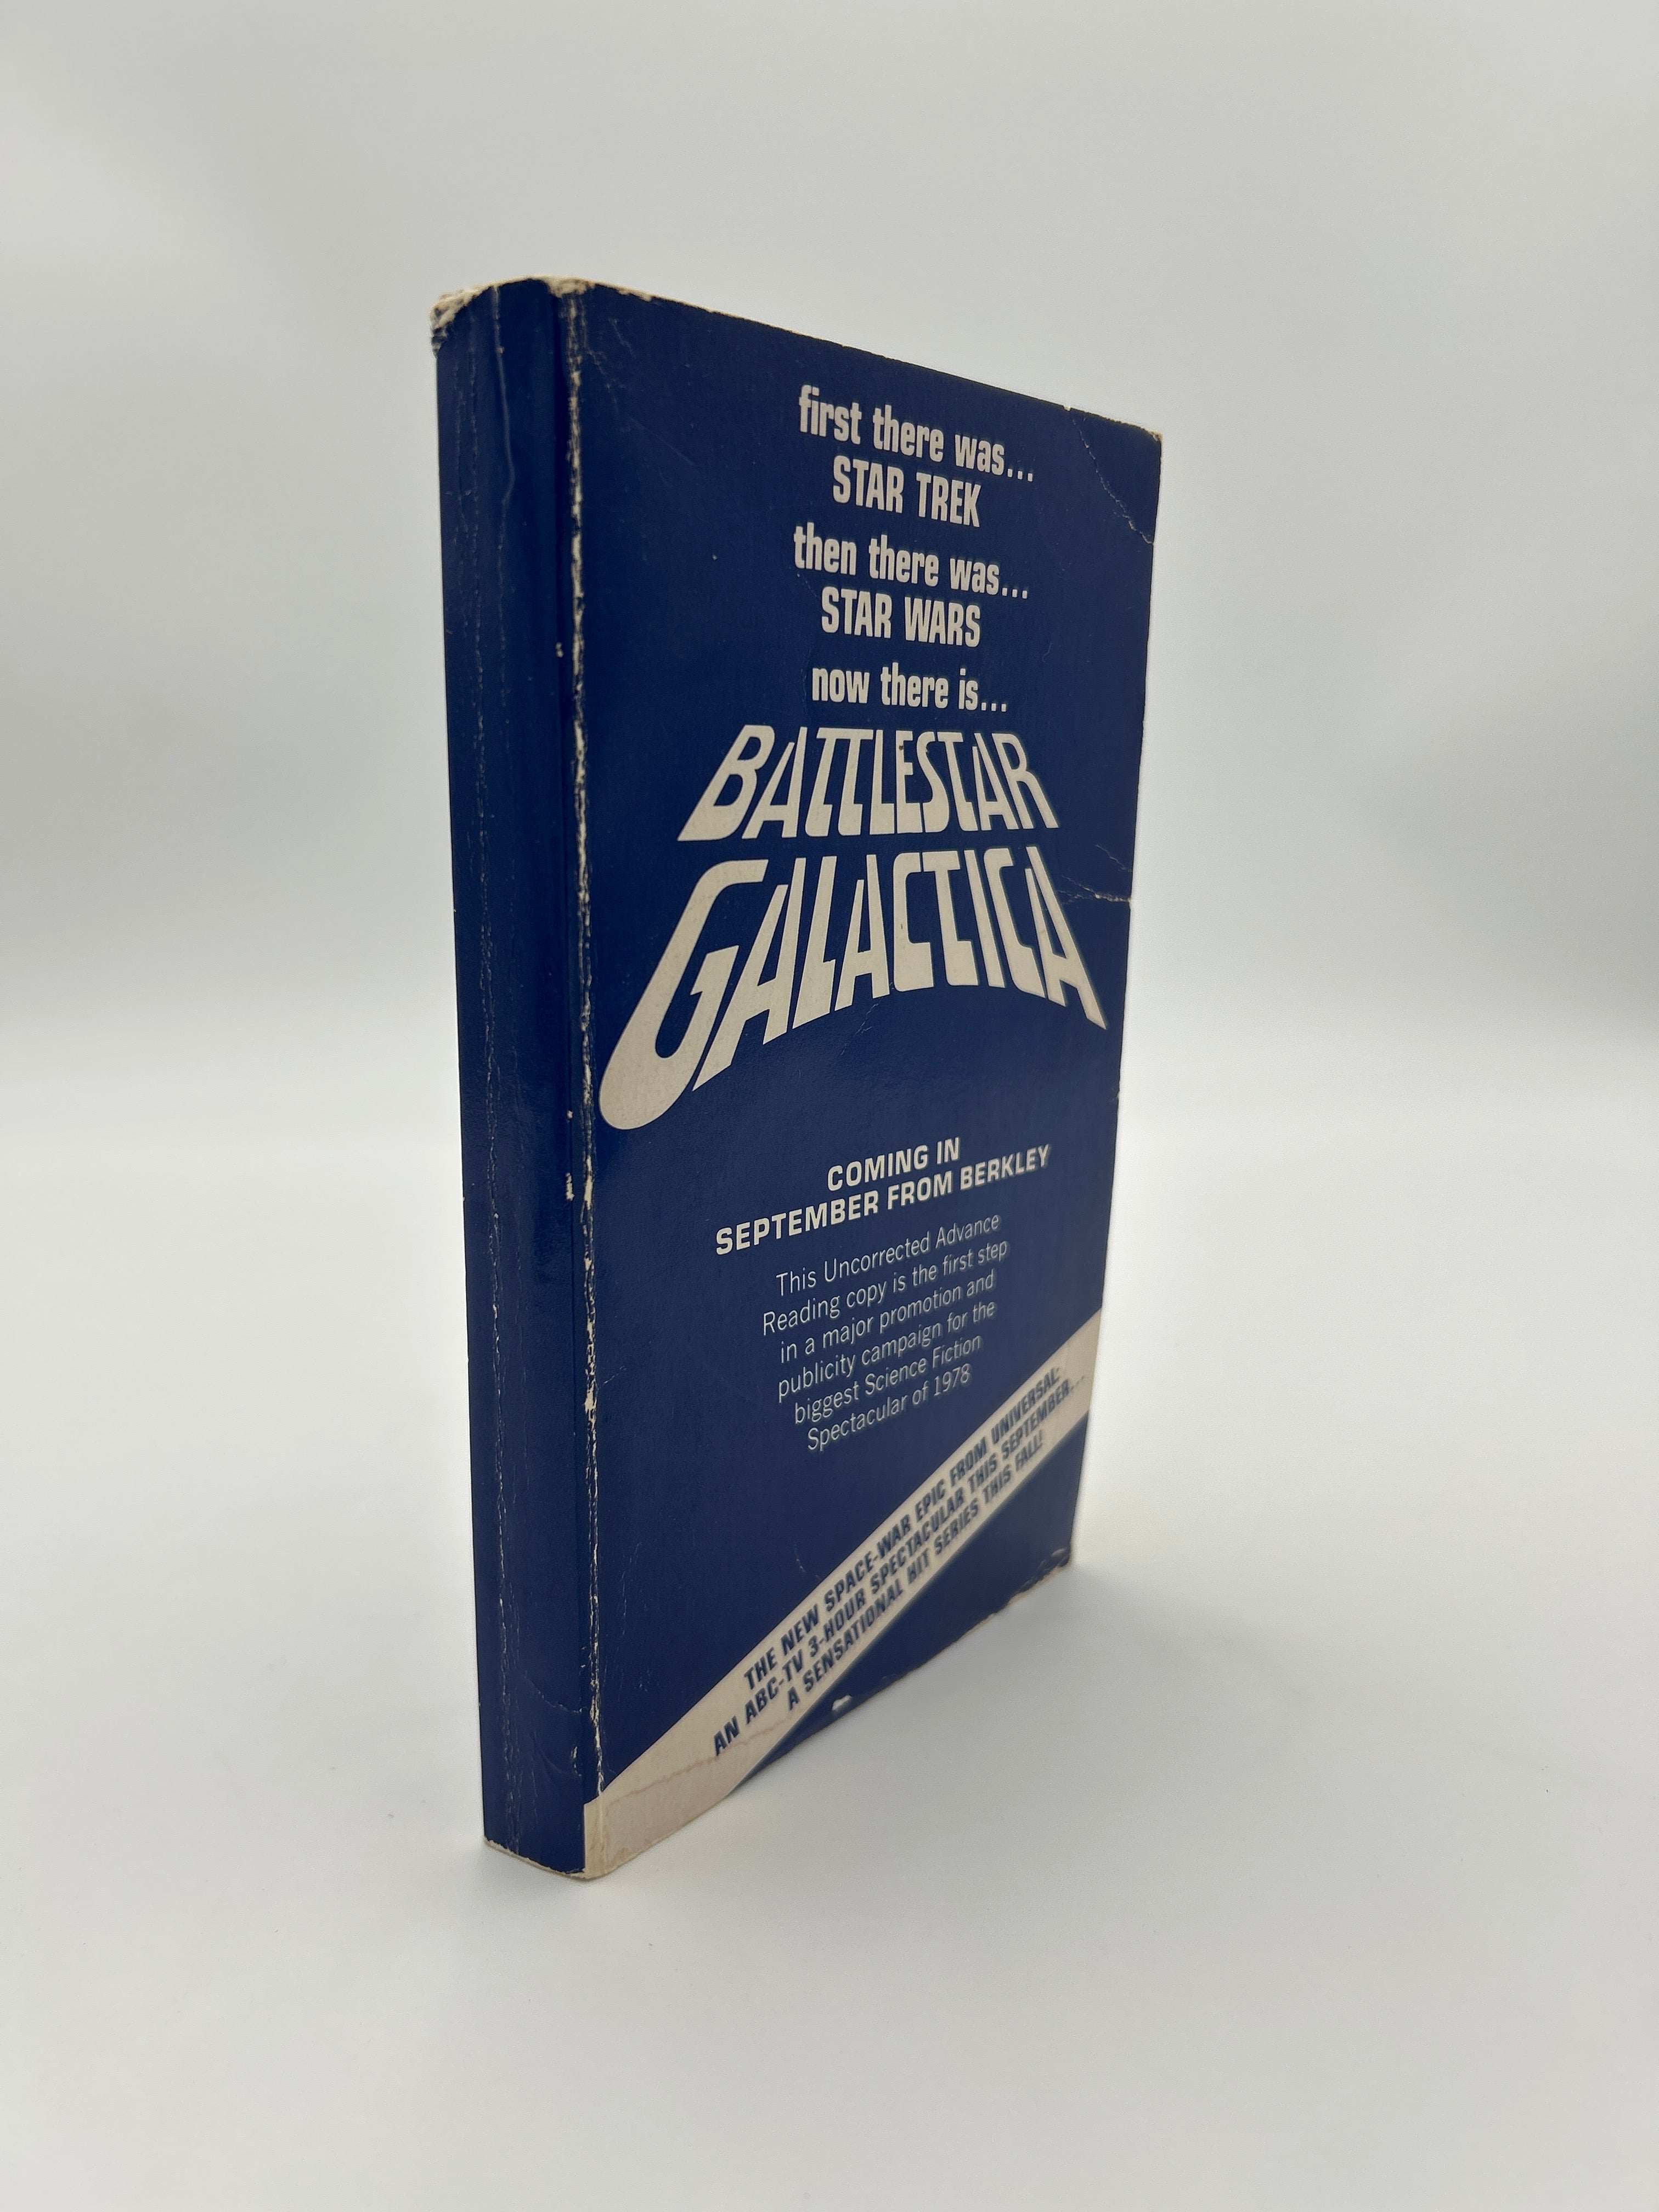 first there was...
STAR TREK
then there was...
STAR WARS
now there is...
BATTLESTAR
GALACTICA
COMING IN
SEPTEMBER FROM BERKLEY
This Uncorrected Advance
Reading copy is the first step
in a major promotion and
publicity campaign for the
biggest Science Fiction
Spectacular of 1978
THE NEW SPACE-WAR EPIC FROM UNIVERSAL:
AN ABC-TV 3-HOUR SPECTACULAR THIS SEPTEMBER...
A SENSATIONAL HIT SERIES THIS FALL!